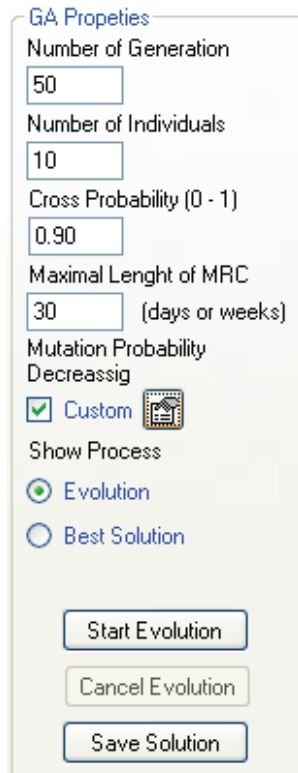 GA Propeties
Number of Generation
50
Number of Individuals
10
Cross Probability (0 - 1)
0.90
Maximal Lenght of MRC
30 (days or weeks)
Mutation Probability
Decreassig
Custom
Show Process
Evolution
Best Solution
Start Evolution
Cancel Evolution
Save Solution